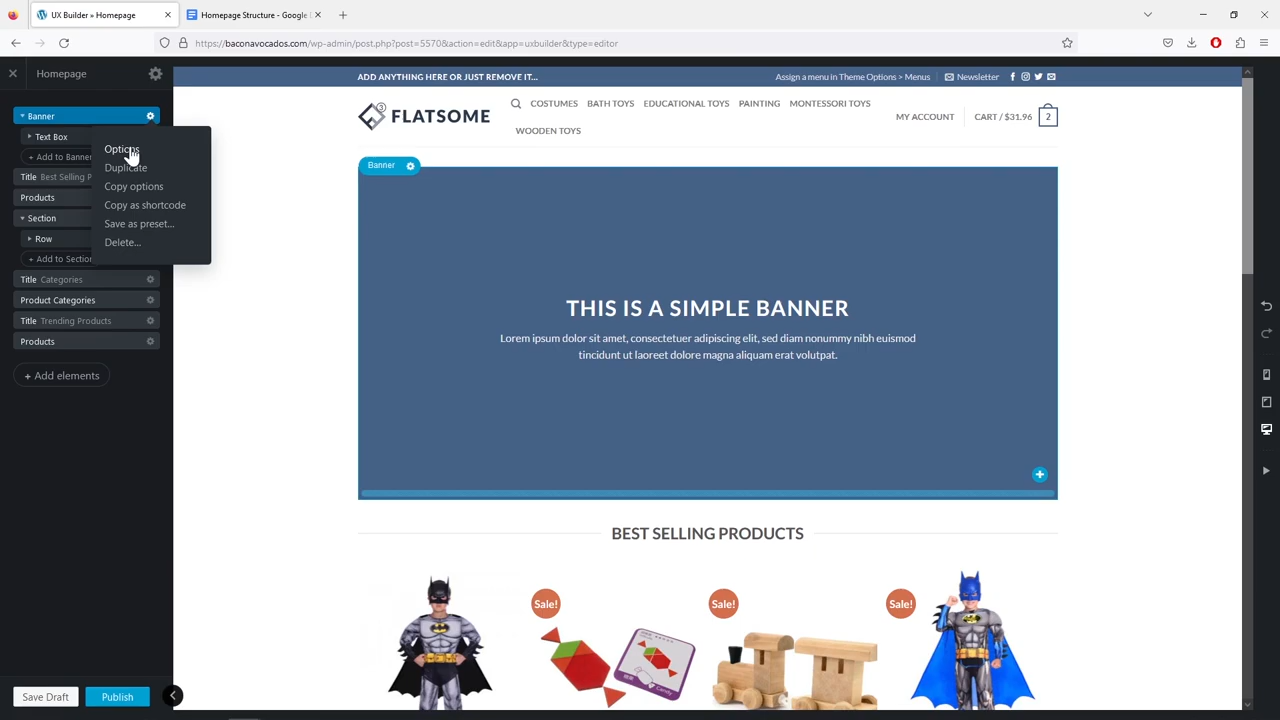 UX Builder » Homepage
Homepage Structure - Google
https://baconavocados.com/wp-admin/post.php?post=5570&action=edit&app=uxbuilder&type=editor
Homepage
Banner
Text Box
+ Add to Banner
Title Best Selling P
Products
Section
Row
+ Add to Section
Title Categories
Product Categories
Title Trending Products
Products
+ Add elements
Save Draft
Publish
Options
Duplicate
Copy options
Copy as shortcode
Save as preset...
Delete...
ADD ANYTHING HERE OR JUST REMOVE IT...
Assign a menu in Theme Options > Menus
Newsletter
FLATSOME
3
COSTUMES BATH TOYS EDUCATIONAL TOYS PAINTING MONTESSORI TOYS
WOODEN TOYS
MY ACCOUNT
CART / $31.96
2
Banner
THIS IS A SIMPLE BANNER
Lorem ipsum dolor sit amet, consectetuer adipiscing elit, sed diam nonummy nibh euismod
tincidunt ut laoreet dolore magna aliquam erat volutpat.
BEST SELLING PRODUCTS
Sale!
Sale!
Sale!